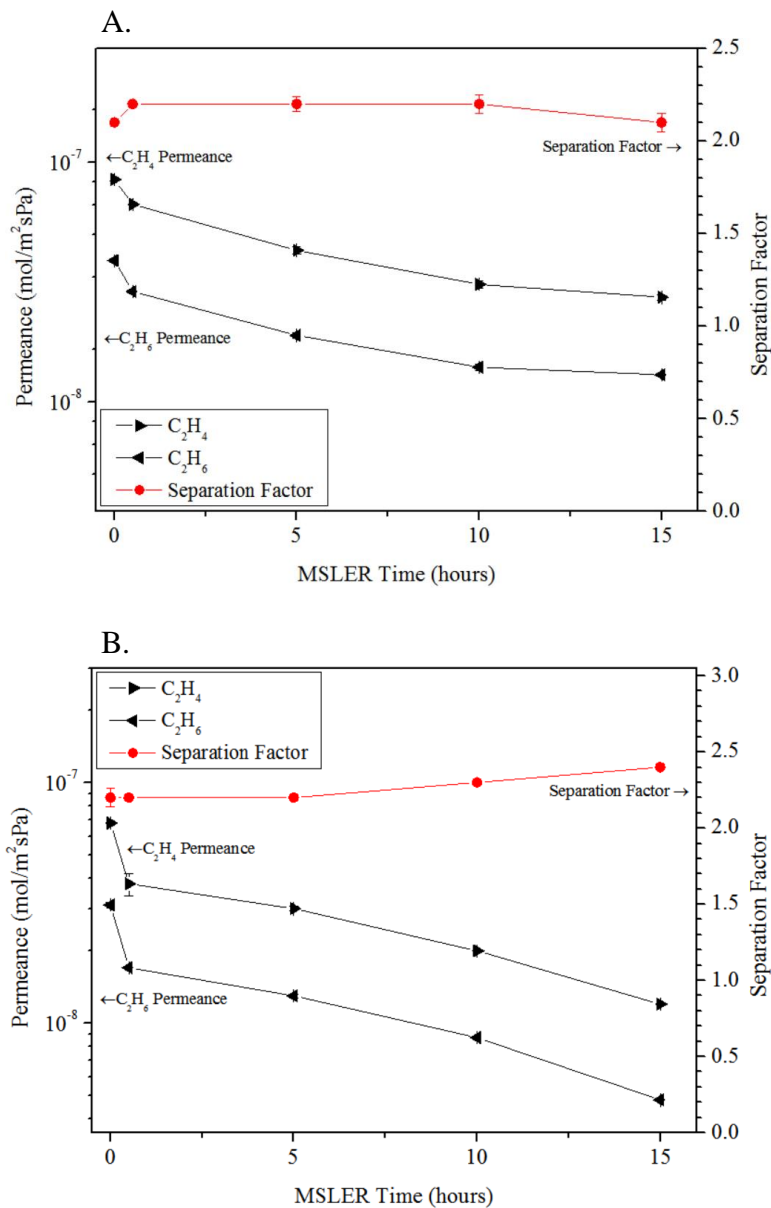 A.
2.5
2.0
1.5
1.0
0.5
0.0
Separation Factor
10⁻⁷
10⁻⁸
Permeance (mol/m²sPa)
←C₂H₄ Permeance
Separation Factor →
←C₂H₆ Permeance
C₂H₄
C₂H₆
Separation Factor
0 5 10 15
MSLER Time (hours)
B.
3.0
2.5
2.0
1.5
1.0
0.5
0.0
Separation Factor
10⁻⁷
10⁻⁸
Permeance (mol/m²sPa)
C₂H₄
C₂H₆
Separation Factor
Separation Factor →
←C₂H₄ Permeance
←C₂H₆ Permeance
0 5 10 15
MSLER Time (hours)